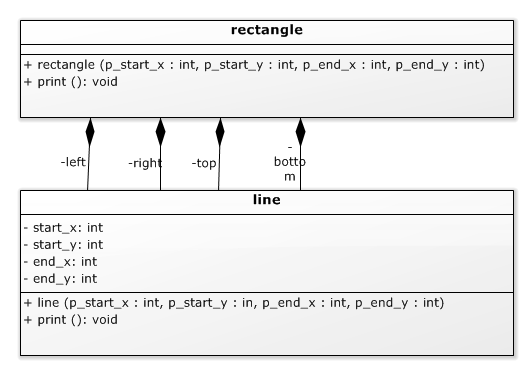 rectangle
+ rectangle (p_start_x : int, p_start_y : int, p_end_x : int, p_end_y : int)
+ print (): void
-left
-right
-top
-
botto
m
line
- start_x: int
- start_y: int
- end_x: int
- end_y: int
+ line (p_start_x : int, p_start_y : in, p_end_x : int, p_end_y : int)
+ print (): void